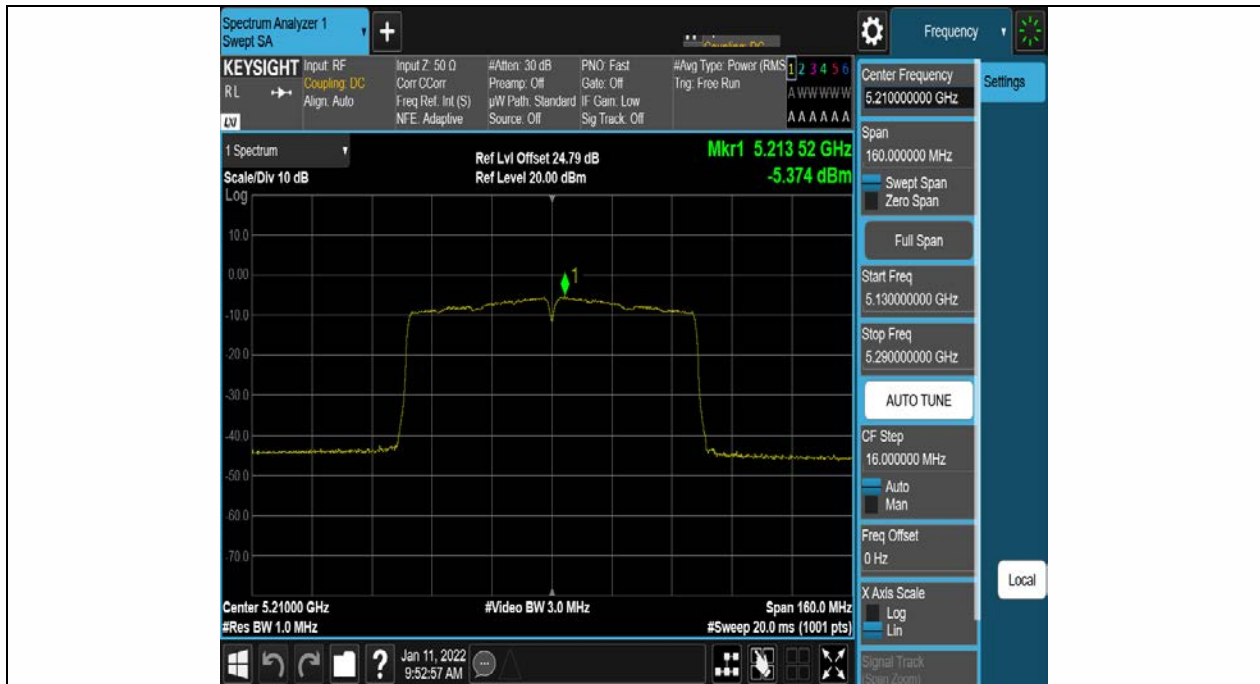 Spectrum Analyzer 1
Swept SA
+
Frequency
KEYSIGHT
RL
LXI
Input: RF
Coupling: DC
Align: Auto
Input Z: 50 Ω
Corr CCorr
Freq Ref: Int (S)
NFE: Adaptive
#Atten: 30 dB
Preamp: Off
µW Path: Standard
Source: Off
PNO: Fast
Gate: Off
IF Gain: Low
Sig Track: Off
#Avg Type: Power (RMS
Trig: Free Run
1 2 3 4 5 6
A W W W W W
A A A A A A
1 Spectrum
Scale/Div 10 dB
Log
Ref Lvl Offset 24.79 dB
Ref Level 20.00 dBm
Mkr1 5.213 52 GHz
-5.374 dBm
10.0
0.00
-10.0
-20.0
-30.0
-40.0
-50.0
-60.0
-70.0
1
Center 5.21000 GHz
#Res BW 1.0 MHz
#Video BW 3.0 MHz
Span 160.0 MHz
#Sweep 20.0 ms (1001 pts)
?
Jan 11, 2022
9:52:57 AM
Center Frequency
5.210000000 GHz
Span
160.000000 MHz
Swept Span
Zero Span
Full Span
Start Freq
5.130000000 GHz
Stop Freq
5.290000000 GHz
AUTO TUNE
CF Step
16.000000 MHz
Auto
Man
Freq Offset
0 Hz
X Axis Scale
Log
Lin
Signal Track
(Span Zoom)
Settings
Local